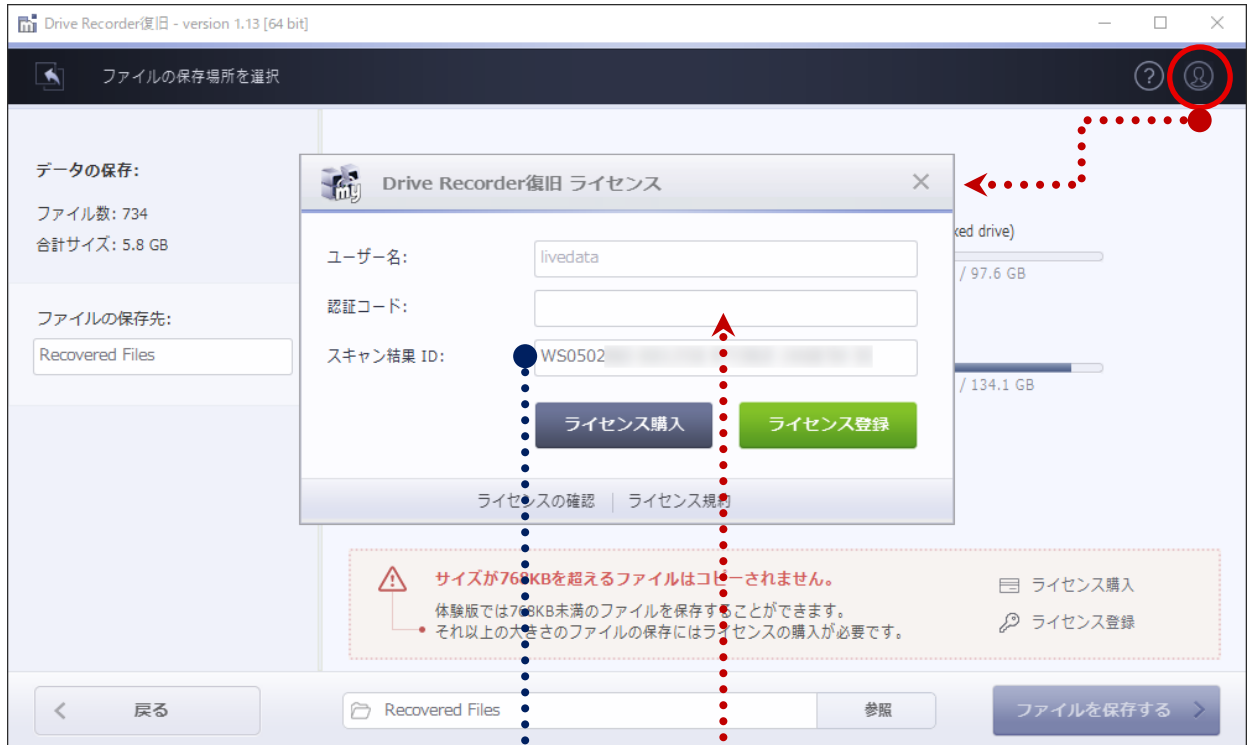 Drive Recorder復旧 - version 1.13 [64 bit]
ファイルの保存場所を選択
データの保存:
ファイル数: 734
合計サイズ: 5.8 GB
ファイルの保存先:
Recovered Files
my
Drive Recorder復旧 ライセンス
ユーザー名:
livedata
認証コード:
スキャン結果 ID:
WS0502
ライセンス購入
ライセンス登録
ライセンスの確認
ライセンス規約
drive)
/ 97.6 GB
/ 134.1 GB
サイズが768KBを超えるファイルはコピーされません。
体験版では768KB未満のファイルを保存することができます。
それ以上の大きさのファイルの保存にはライセンスの購入が必要です。
ライセンス購入
ライセンス登録
戻る
Recovered Files
参照
ファイルを保存する